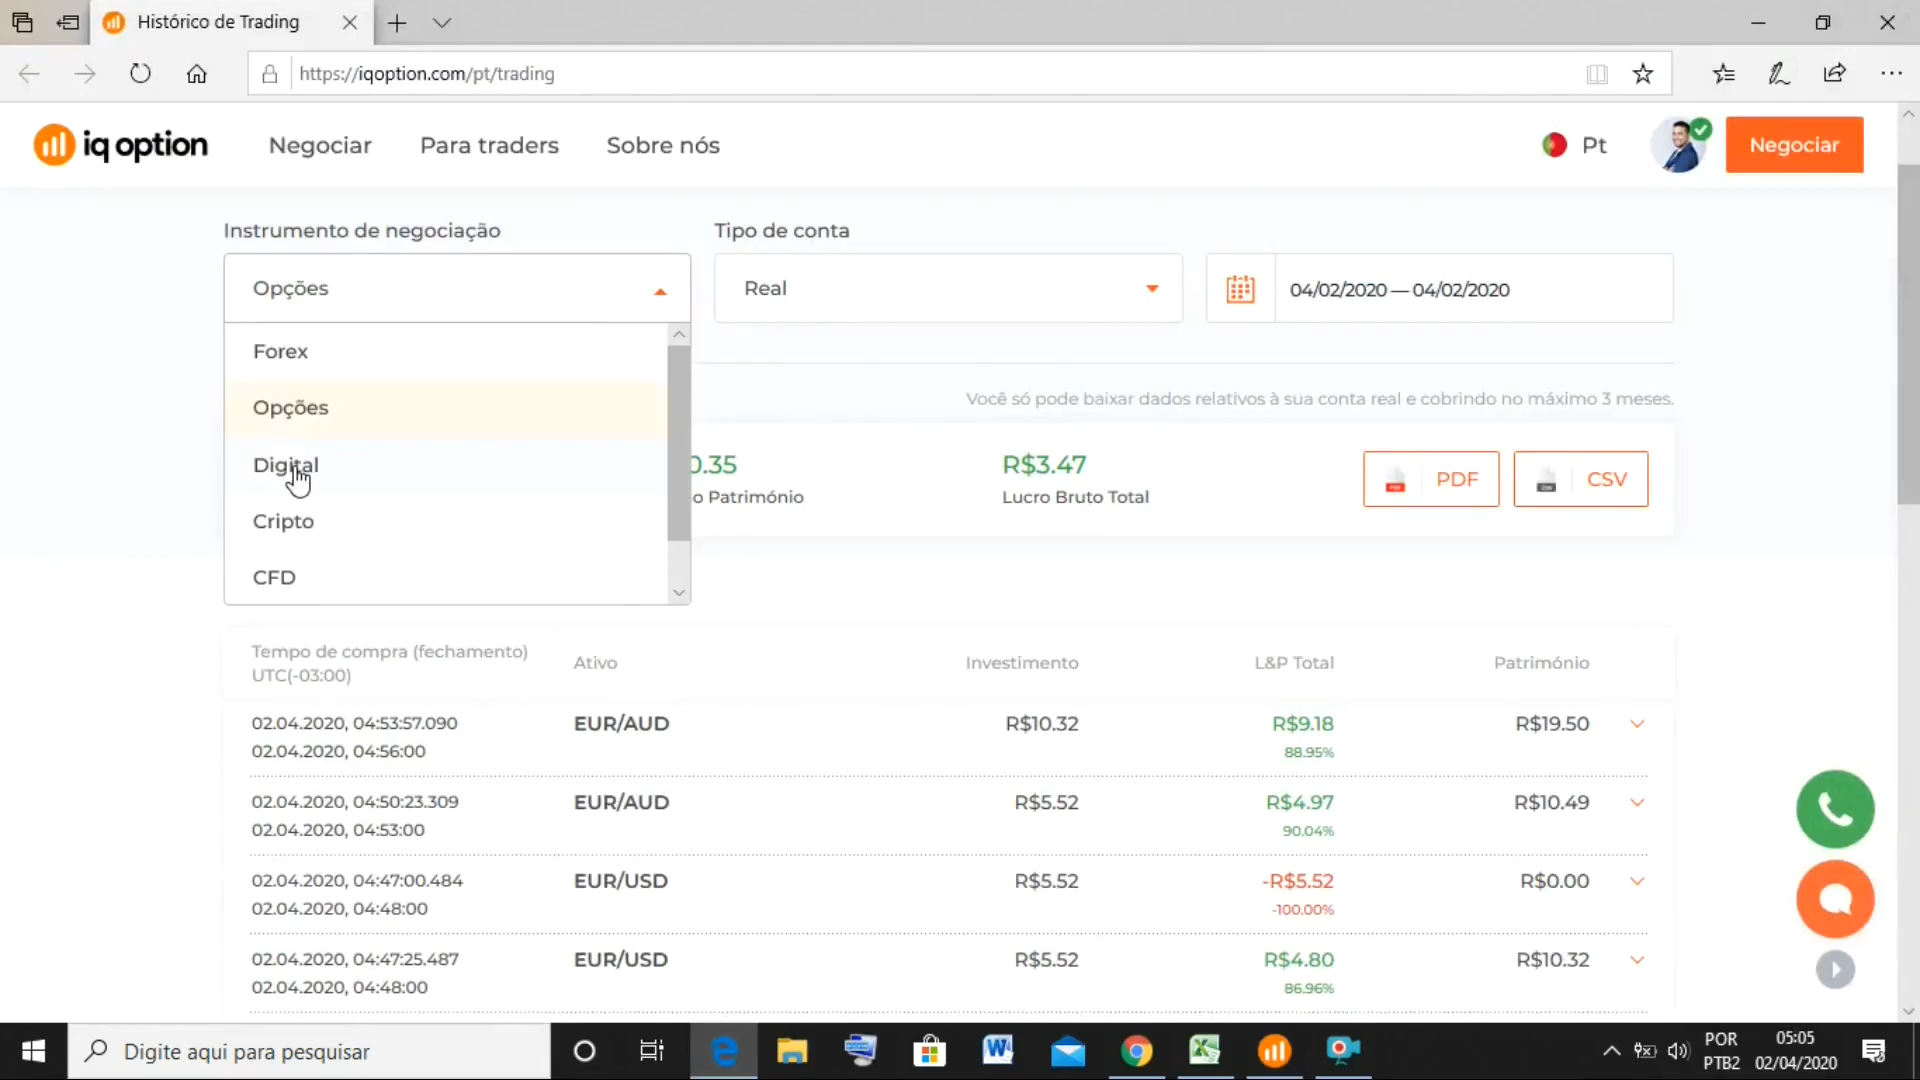 Histórico de Trading
https://iqoption.com/pt/trading
iq option
Negociar
Para traders
Sobre nós
Pt
Negociar
Instrumento de negociação
Tipo de conta
Opções
Real
04/02/2020 — 04/02/2020
Forex
Opções
Digital
Cripto
CFD
Você só pode baixar dados relativos à sua conta real e cobrindo no máximo 3 meses.
0.35
o Património
R$3.47
Lucro Bruto Total
PDF
CSV
Tempo de compra (fechamento)
UTC(-03:00)
Ativo
Investimento
L&P Total
Património
02.04.2020, 04:53:57.090
02.04.2020, 04:56:00
EUR/AUD
R$10.32
R$9.18
88.95%
R$19.50
02.04.2020, 04:50:23.309
02.04.2020, 04:53:00
EUR/AUD
R$5.52
R$4.97
90.04%
R$10.49
02.04.2020, 04:47:00.484
02.04.2020, 04:48:00
EUR/USD
R$5.52
-R$5.52
-100.00%
R$0.00
02.04.2020, 04:47:25.487
02.04.2020, 04:48:00
EUR/USD
R$5.52
R$4.80
86.96%
R$10.32
Digite aqui para pesquisar
POR
PTB2
05:05
02/04/2020